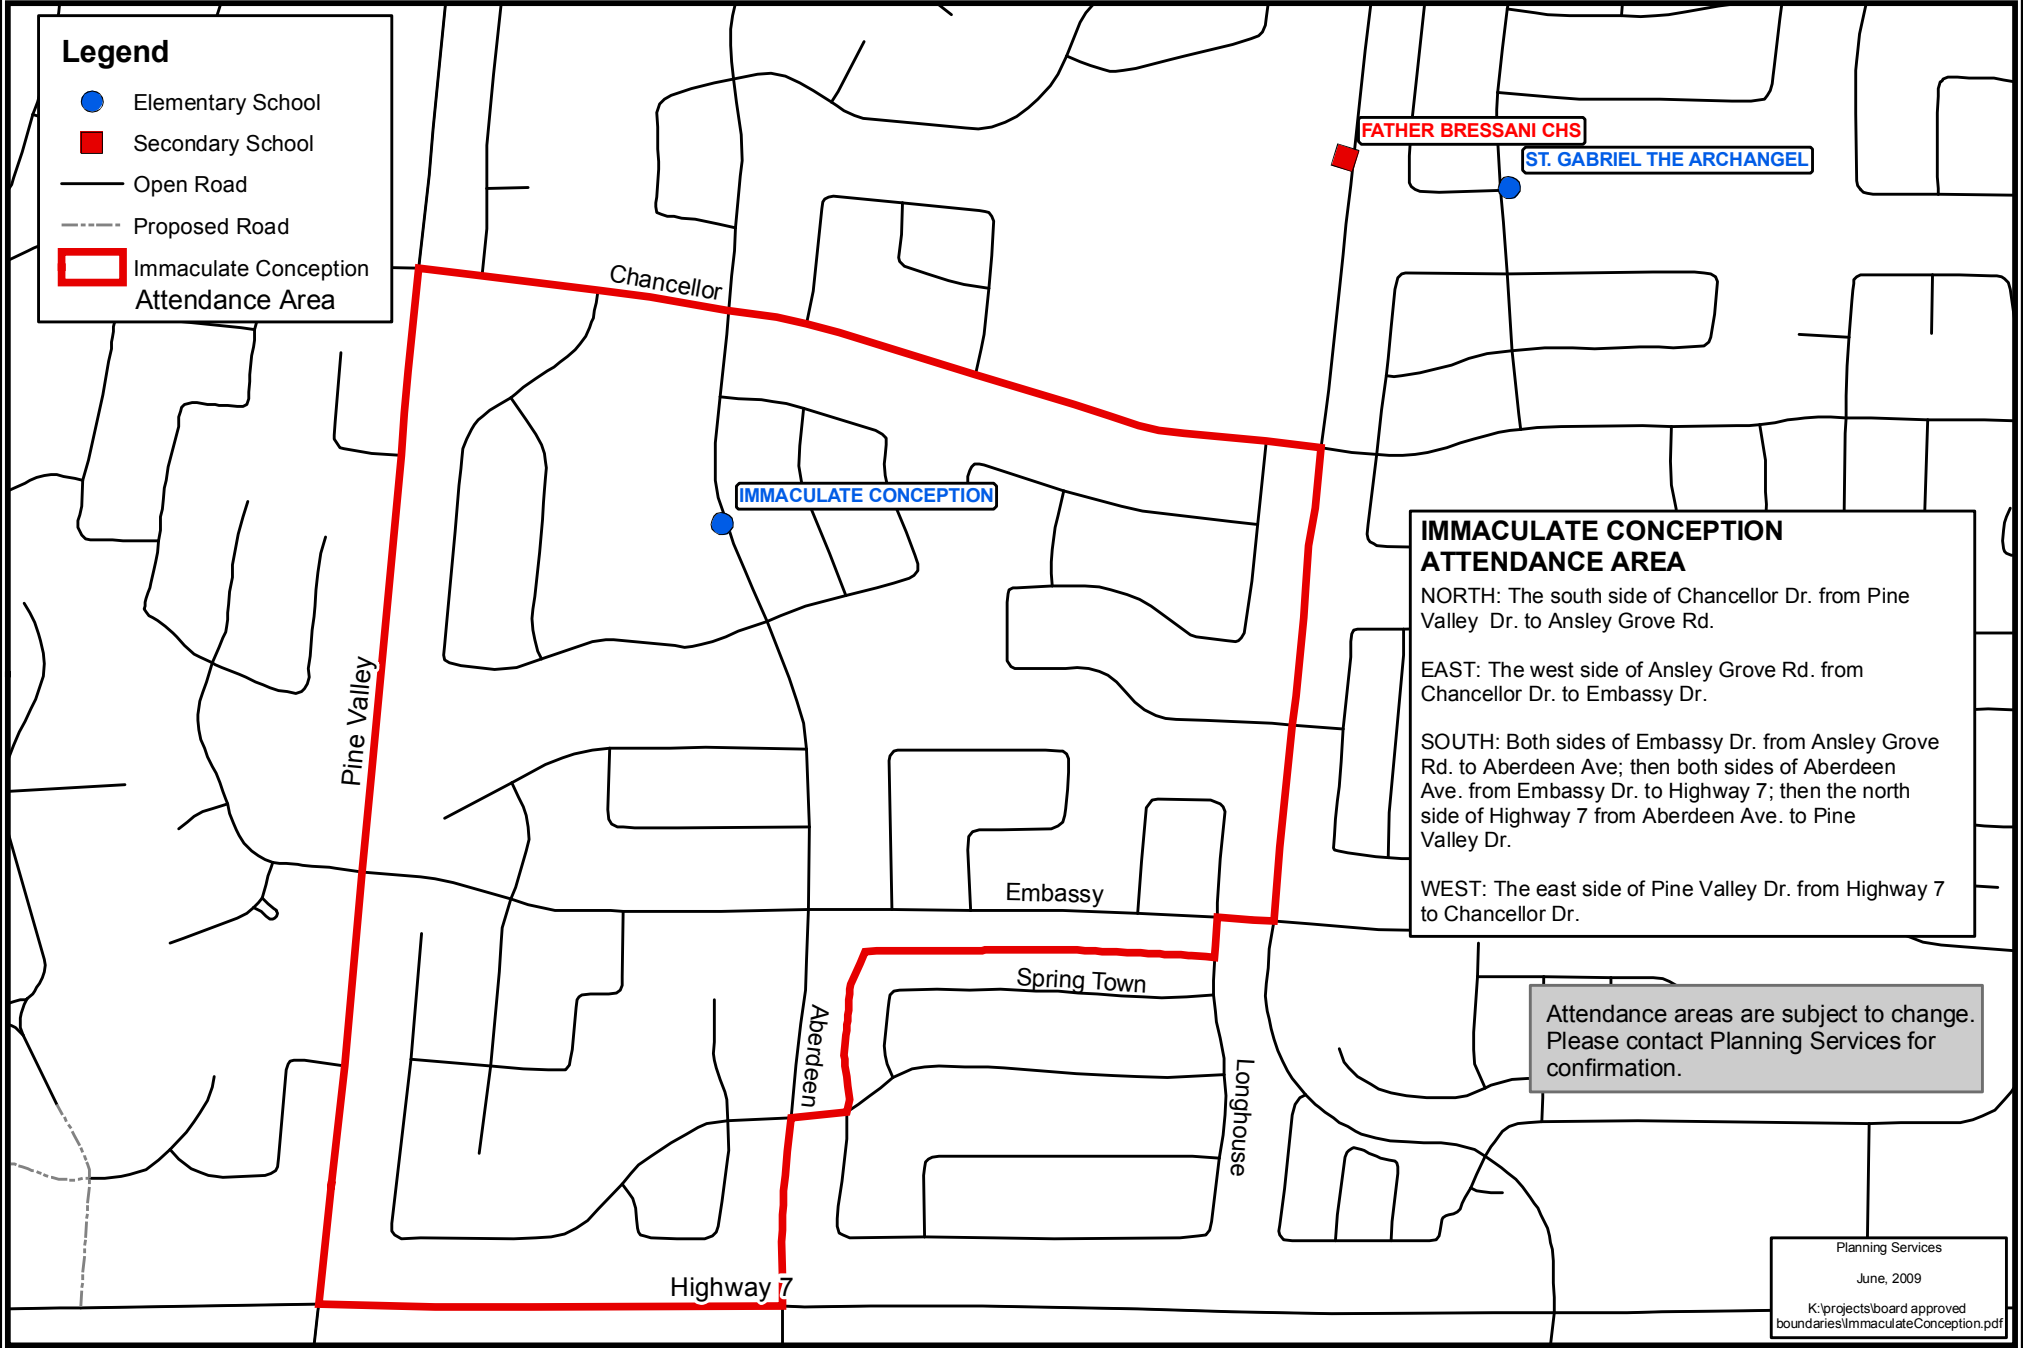 Legend
Elementary School
Secondary School
Open Road
Proposed Road
Immaculate Conception
Attendance Area
FATHER BRESSANI CHS
ST. GABRIEL THE ARCHANGEL
Chancellor
IMMACULATE CONCEPTION
IMMACULATE CONCEPTION
ATTENDANCE AREA
NORTH: The south side of Chancellor Dr. from Pine
Valley Dr. to Ansley Grove Rd.
EAST: The west side of Ansley Grove Rd. from
Chancellor Dr. to Embassy Dr.
SOUTH: Both sides of Embassy Dr. from Ansley Grove
Rd. to Aberdeen Ave; then both sides of Aberdeen
Ave. from Embassy Dr. to Highway 7; then the north
side of Highway 7 from Aberdeen Ave. to Pine
Valley Dr.
WEST: The east side of Pine Valley Dr. from Highway 7
to Chancellor Dr.
Pine Valley
Embassy
Spring Town
Aberdeen
Longhouse
Attendance areas are subject to change.
Please contact Planning Services for
confirmation.
Highway 7
Planning Services
June, 2009
K:\projects\board approved
boundaries\ImmaculateConception.pdf